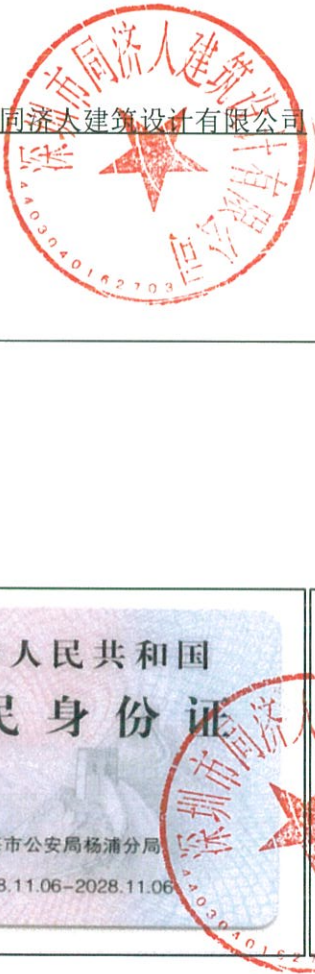 深圳市同济人建筑设计有限公司
同济人建筑设计有限公司
4403040162703
人民共和国
民身份证
市公安局杨浦分局
8.11.06-2028.11.06
深圳市同济人
44030401627